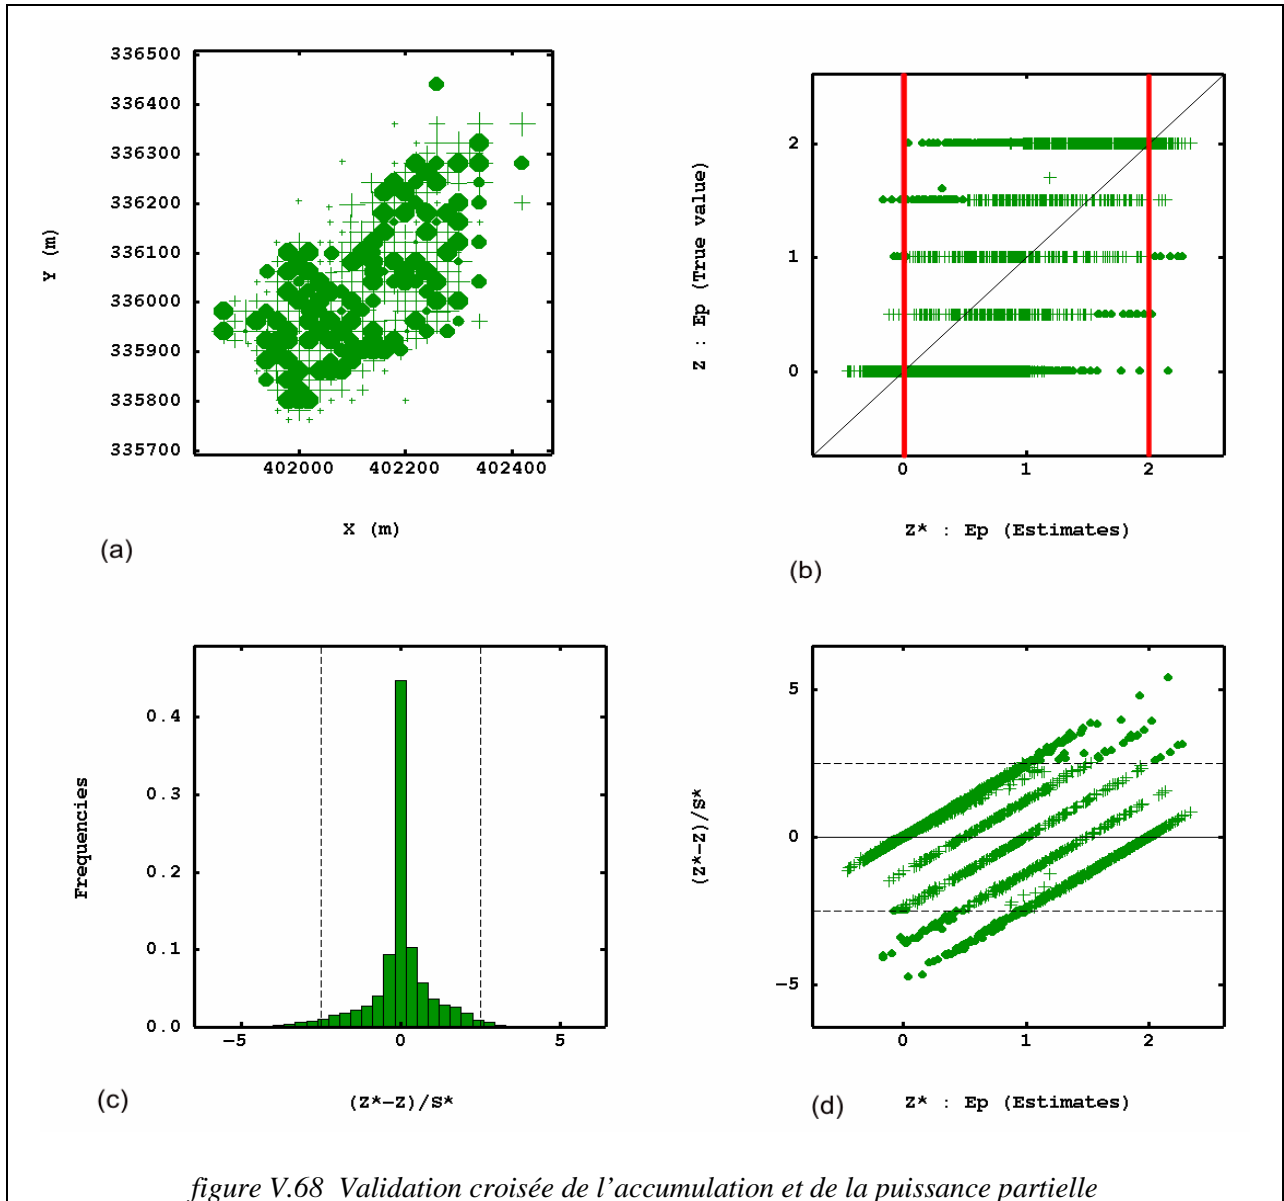 336500
336400
336300
336200
336100
336000
335900
335800
335700
Y (m)
402000 402200 402400
X (m)
(a)
2
1
0
Z : Ep (True value)
0 1 2
Z* : Ep (Estimates)
(b)
0.4
0.3
0.2
0.1
0.0
Frequencies
−5 0 5
(Z*−Z)/S*
(c)
5
0
−5
(Z*−Z)/S*
0 1 2
Z* : Ep (Estimates)
(d)
figure V.68 Validation croisée de l’accumulation et de la puissance partielle